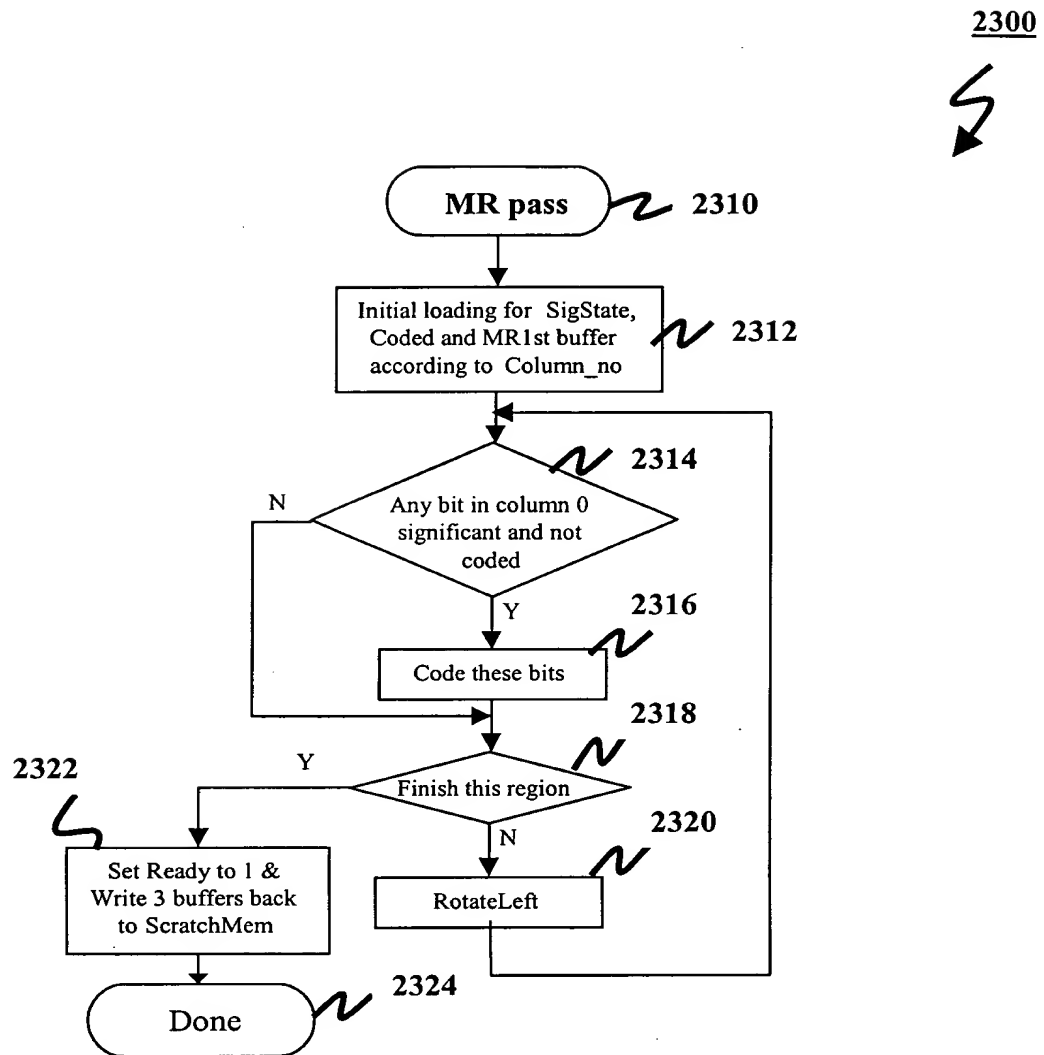 2300
MR pass
2310
Initial loading for SigState,
Coded and MR1st buffer
according to Column_no
2312
2314
N
Any bit in column 0
significant and not
coded
Y
2316
Code these bits
2318
Y
2322
Finish this region
N
2320
Set Ready to 1 &
Write 3 buffers back
to ScratchMem
RotateLeft
2324
Done